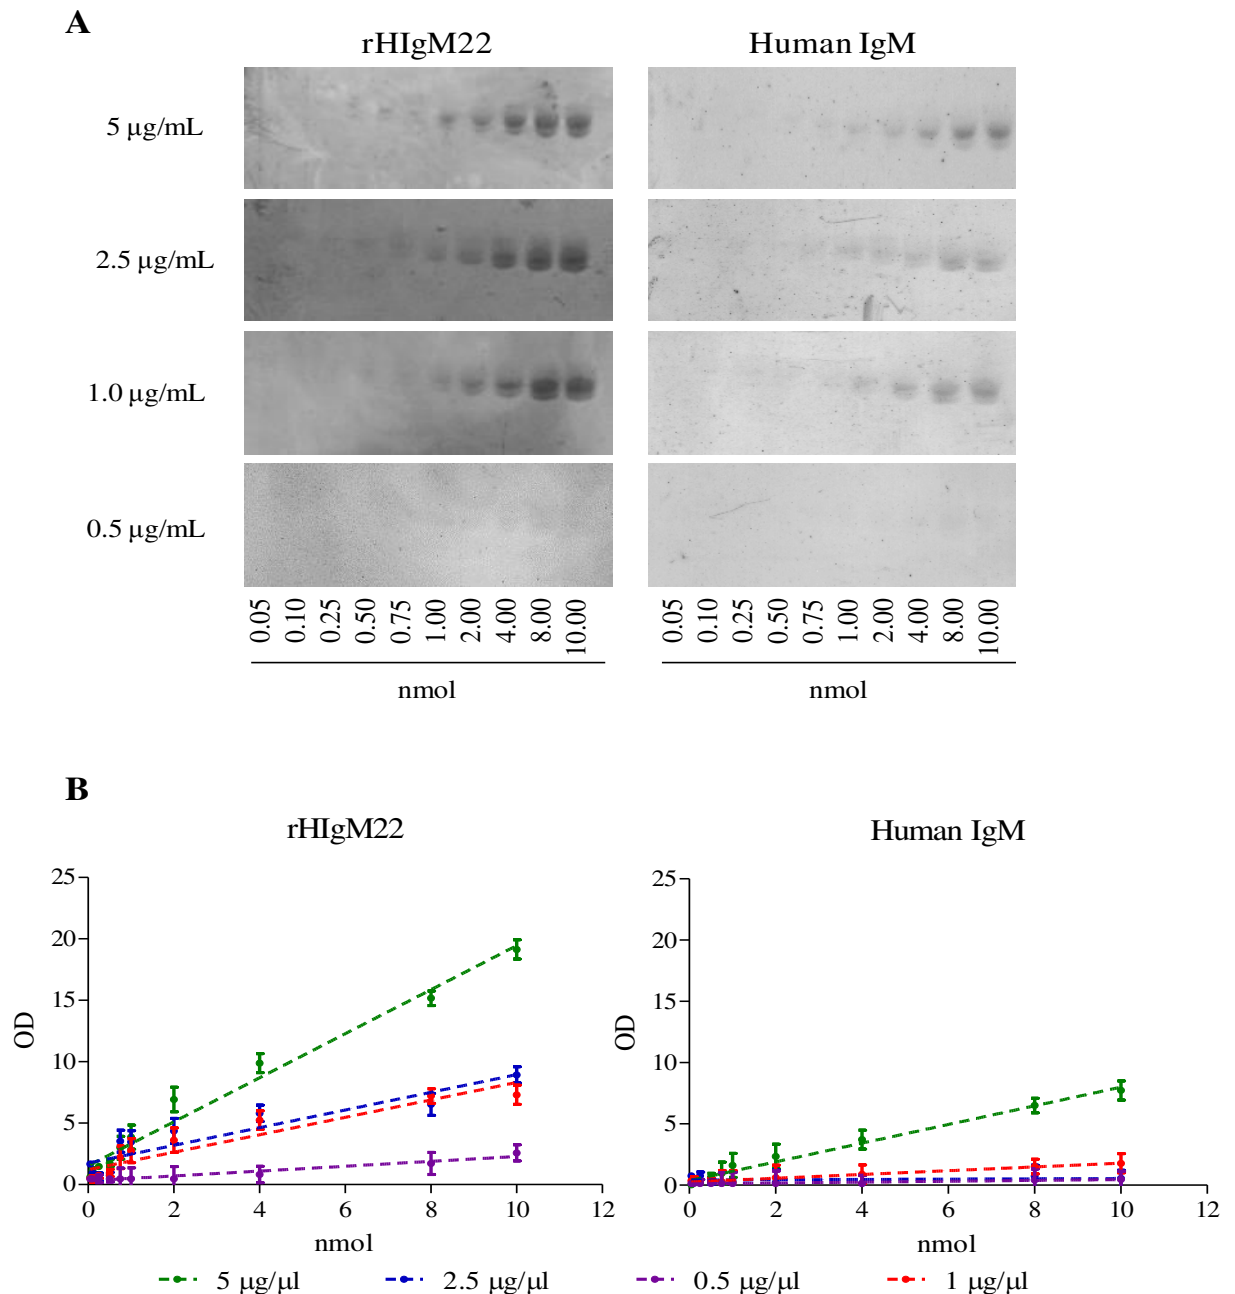 A
rHIgM22 Human IgM
5 µg/mL
2.5 µg/mL
1.0 µg/mL
0.5 µg/mL
0.05 0.10 0.25 0.50 0.75 1.00 2.00 4.00 8.00 10.00 0.05 0.10 0.25 0.50 0.75 1.00 2.00 4.00 8.00 10.00
nmol nmol
B
rHIgM22 Human IgM
25 25
20 20
15 15
OD OD
10 10
5 5
0 0
0 2 4 6 8 10 12 0 2 4 6 8 10 12
nmol nmol
5 µg/µl 2.5 µg/µl 0.5 µg/µl 1 µg/µl